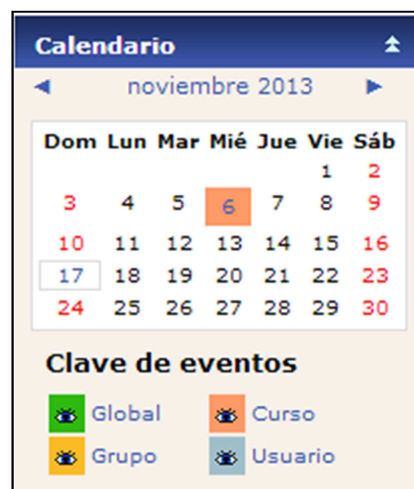 Calendario
noviembre 2013
Dom Lun Mar Mié Jue Vie Sáb
1 2
3 4 5 6 7 8 9
10 11 12 13 14 15 16
17 18 19 20 21 22 23
24 25 26 27 28 29 30
Clave de eventos
Global Curso
Grupo Usuario